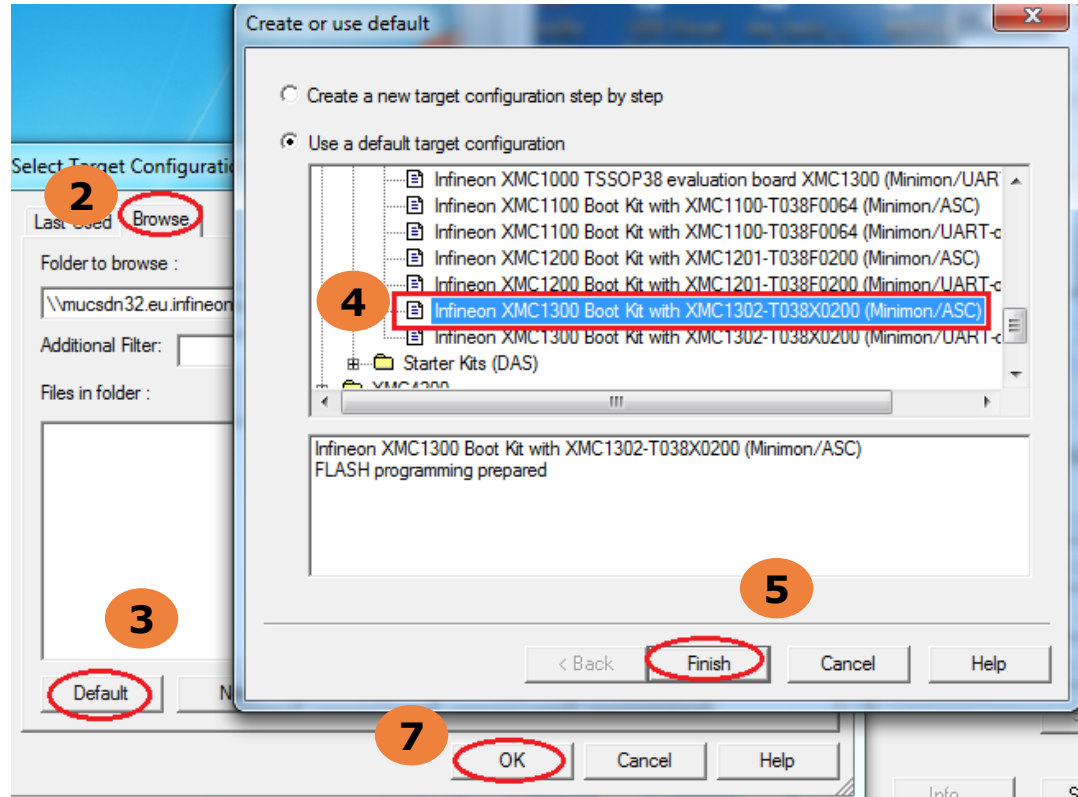 Create or use default
Create a new target configuration step by step
Use a default target configuration
Infineon XMC1000 TSSOP38 evaluation board XMC1300 (Minimon/UAR
Infineon XMC1100 Boot Kit with XMC1100-T038F0064 (Minimon/ASC)
Infineon XMC1100 Boot Kit with XMC1100-T038F0064 (Minimon/UART-c
Infineon XMC1200 Boot Kit with XMC1201-T038F0200 (Minimon/ASC)
Infineon XMC1200 Boot Kit with XMC1201-T038F0200 (Minimon/UART-c
4
Infineon XMC1300 Boot Kit with XMC1302-T038X0200 (Minimon/ASC)
Infineon XMC1300 Boot Kit with XMC1302-T038X0200 (Minimon/UART-c
Starter Kits (DAS)
XMC4200
Infineon XMC1300 Boot Kit with XMC1302-T038X0200 (Minimon/ASC)
FLASH programming prepared
5
< Back Finish Cancel Help
Select Target Configuratio
2
Last Used Browse
Folder to browse :
\\mucsdn32.eu.infineon
Additional Filter:
Files in folder :
3
Default N
7
OK Cancel Help
Info... S